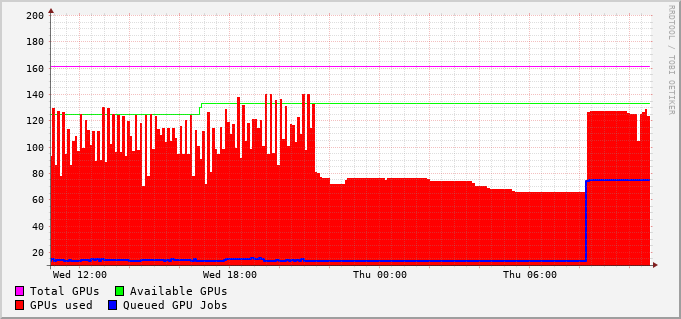 200
180
160
140
120
100
80
60
40
20
Wed 12:00 Wed 18:00 Thu 00:00 Thu 06:00
Total GPUs Available GPUs
GPUs used Queued GPU Jobs
RRDTOOL / TOBI OETIKER